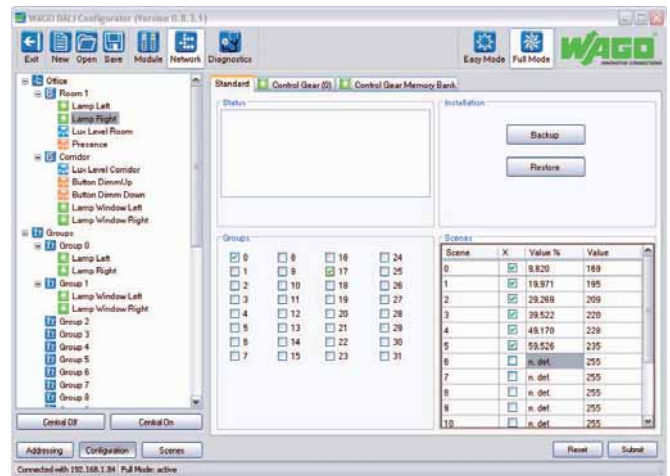 WAGO DALI Configurator (Version 0.8.3.1)
Exit New Open Save Module Network Diagnostics Easy Mode Full Mode WAGO
INNOVATIVE CONNECTIONS
Office
Room 1
Lamp Left
Lamp Right
Lux Level Room
Presence
Corridor
Lux Level Corridor
Button DimmUp
Button Dimm Down
Lamp Window Left
Lamp Window Right
Groups
Group 0
Lamp Left
Lamp Right
Group 1
Lamp Window Left
Lamp Window Right
Group 2
Group 3
Group 4
Group 5
Group 6
Group 7
Group 8
Central Off Central On
Standard Control Gear (0) Control Gear Memory Bank
Status
Installation
Backup
Restore
Groups
0 8 16 24
1 9 17 25
2 10 18 26
3 11 19 27
4 12 20 28
5 13 21 29
6 14 22 30
7 15 23 31
Scenes
Scene X Value % Value
0 9,820 169
1 19,971 195
2 29,269 209
3 39,522 220
4 49,170 228
5 59,526 235
6 n. det. 255
7 n. det. 255
8 n. det. 255
9 n. det. 255
10 n. det. 255
Addressing Configuration Scenes Reset Submit
Connected with 192.168.1.84 Full Mode: active